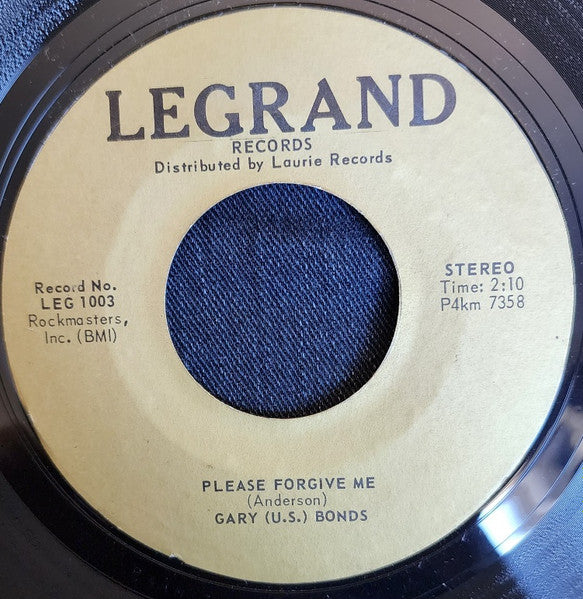 LEGRAND
RECORDS
Distributed by Laurie Records
Record No.
LEG 1003
Rockmasters,
Inc. (BMI)
STEREO
Time: 2:10
P4km 7358
PLEASE FORGIVE ME
(Anderson)
GARY (U.S.) BONDS